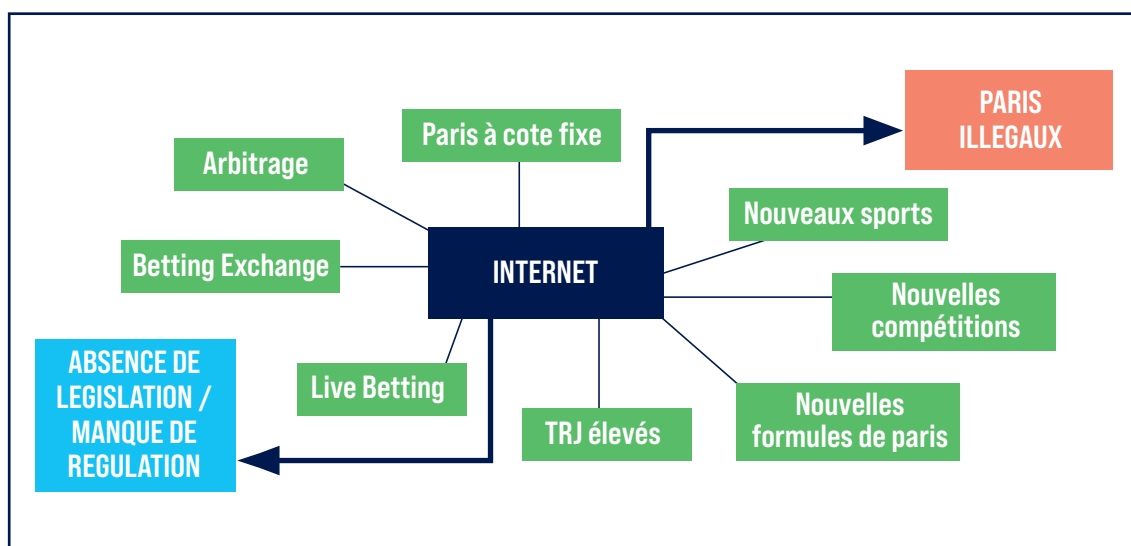 PARIS
ILLEGAUX
Paris à cote fixe
Arbitrage
Nouveaux sports
Betting Exchange
INTERNET
Nouvelles
compétitions
ABSENCE DE
LEGISLATION /
MANQUE DE
REGULATION
Live Betting
TRJ élevés
Nouvelles
formules de paris